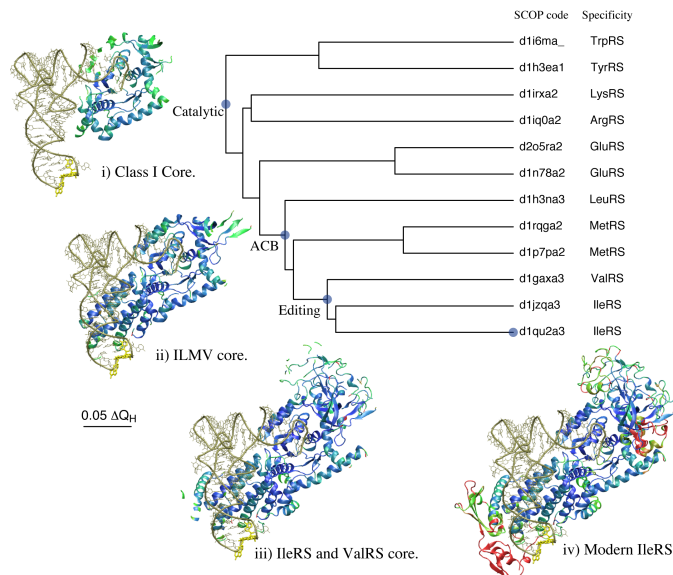 SCOP code Specificity
d1i6ma_ TrpRS
d1h3ea1 TyrRS
d1irxa2 LysRS
Catalytic
d1iq0a2 ArgRS
d2o5ra2 GluRS
i) Class I Core.
d1n78a2 GluRS
d1h3na3 LeuRS
d1rqga2 MetRS
ACB
d1p7pa2 MetRS
d1gaxa3 ValRS
Editing
d1jzqa3 IleRS
d1qu2a3 IleRS
ii) ILMV core.
0.05 ΔQH
iii) IleRS and ValRS core.
iv) Modern IleRS